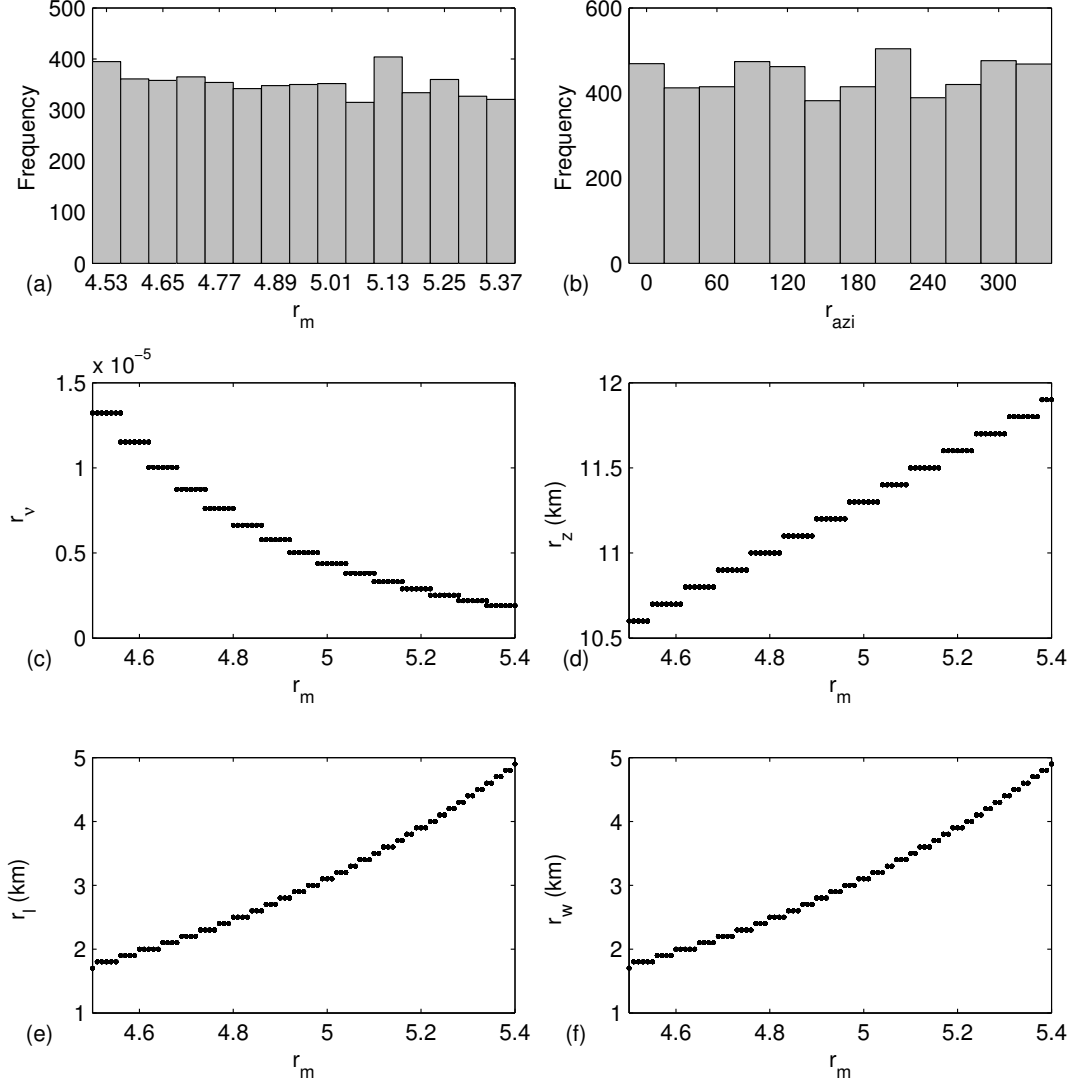 500
400
300
200
100
0
Frequency
4.53 4.65 4.77 4.89 5.01 5.13 5.25 5.37
r_m
(a)
600
400
200
0
Frequency
0 60 120 180 240 300
r_azi
(b)
x 10^−5
1.5
1
0.5
0
r_ν
4.6 4.8 5 5.2 5.4
r_m
(c)
12
11.5
11
10.5
r_z (km)
4.6 4.8 5 5.2 5.4
r_m
(d)
5
4
3
2
1
r_l (km)
4.6 4.8 5 5.2 5.4
r_m
(e)
5
4
3
2
1
r_w (km)
4.6 4.8 5 5.2 5.4
r_m
(f)